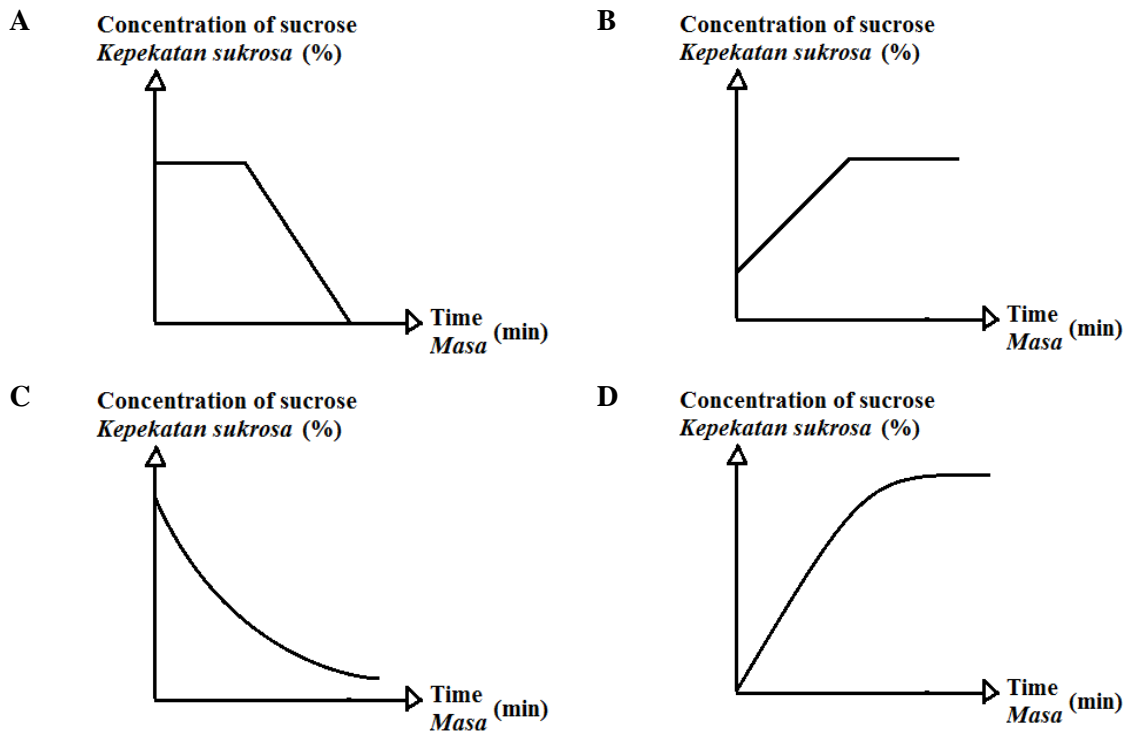 A
Concentration of sucrose
Kepekatan sukrosa (%)
Time
Masa (min)
B
Concentration of sucrose
Kepekatan sukrosa (%)
Time
Masa (min)
C
Concentration of sucrose
Kepekatan sukrosa (%)
Time
Masa (min)
D
Concentration of sucrose
Kepekatan sukrosa (%)
Time
Masa (min)